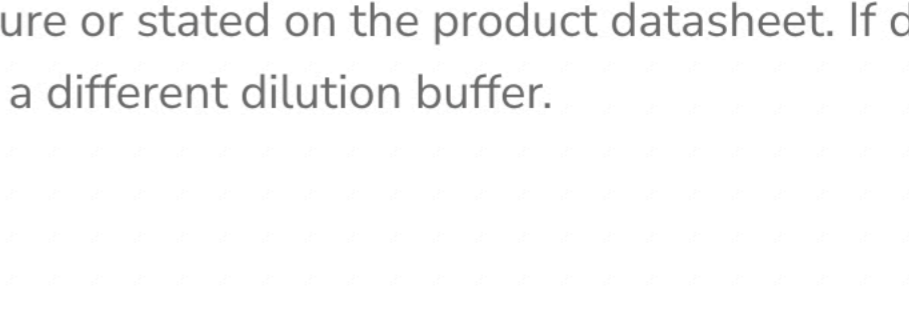 ure or stated on the product datasheet. If d
a different dilution buffer.